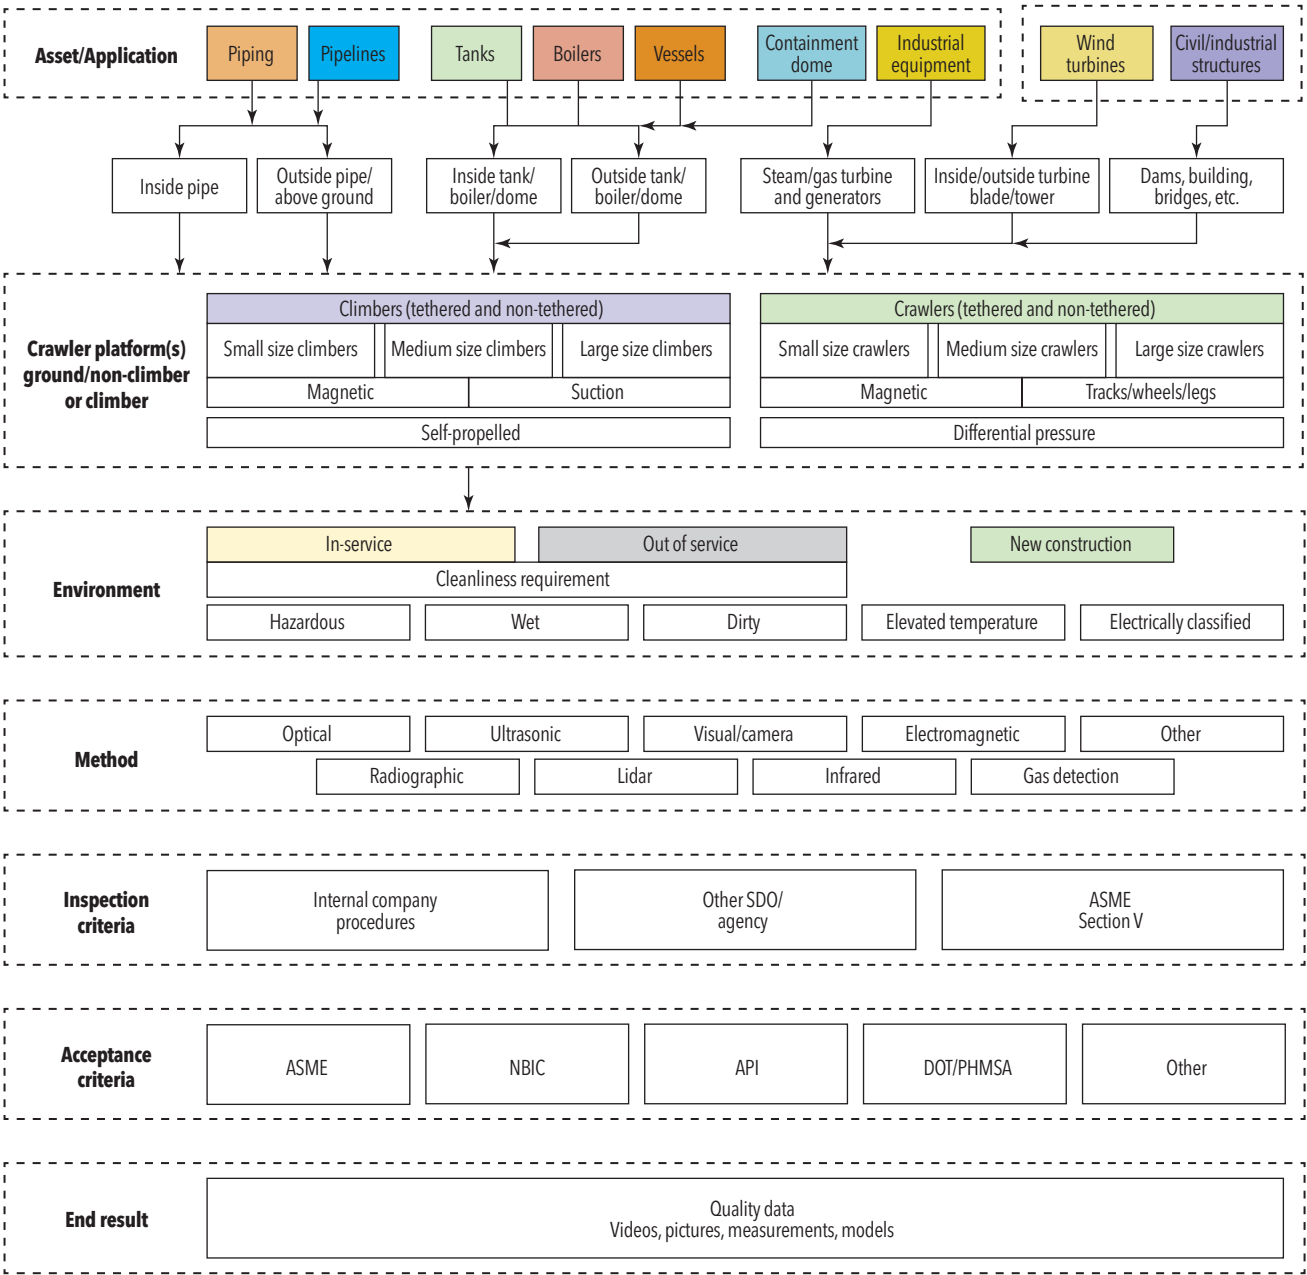 Asset/Application
Piping
Pipelines
Tanks
Boilers
Vessels
Containment
dome
Industrial
equipment
Wind
turbines
Civil/industrial
structures
Inside pipe
Outside pipe/
above ground
Inside tank/
boiler/dome
Outside tank/
boiler/dome
Steam/gas turbine
and generators
Inside/outside turbine
blade/tower
Dams, building,
bridges, etc.
Crawler platform(s)
ground/non-climber
or climber
Climbers (tethered and non-tethered)
Small size climbers
Medium size climbers
Large size climbers
Magnetic
Suction
Self-propelled
Crawlers (tethered and non-tethered)
Small size crawlers
Medium size crawlers
Large size crawlers
Magnetic
Tracks/wheels/legs
Differential pressure
Environment
In-service
Out of service
New construction
Cleanliness requirement
Hazardous
Wet
Dirty
Elevated temperature
Electrically classified
Method
Optical
Ultrasonic
Visual/camera
Electromagnetic
Other
Radiographic
Lidar
Infrared
Gas detection
Inspection
criteria
Internal company
procedures
Other SDO/
agency
ASME
Section V
Acceptance
criteria
ASME
NBIC
API
DOT/PHMSA
Other
End result
Quality data
Videos, pictures, measurements, models